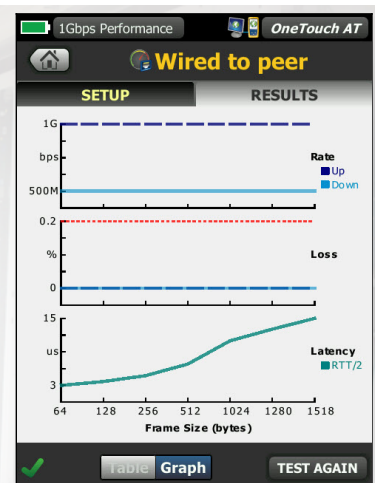 1Gbps Performance
OneTouch AT
Wired to peer
SETUP
RESULTS
1G
bps
500M
Rate
Up
Down
0.2
%
0
Loss
15
us
3
Latency
RTT/2
64 128 256 512 1024 1280 1518
Frame Size (bytes)
Table Graph
TEST AGAIN